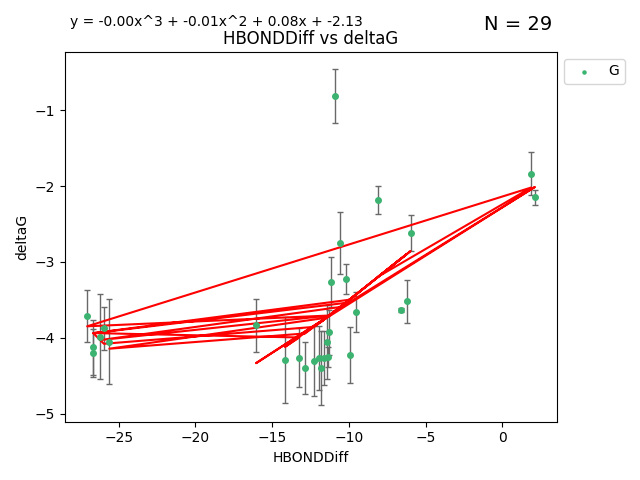 y = -0.00x^3 + -0.01x^2 + 0.08x + -2.13
N = 29
HBONDDiff vs deltaG
G
−1
−2
−3
−4
−5
deltaG
−25
−20
−15
−10
−5
0
HBONDDiff